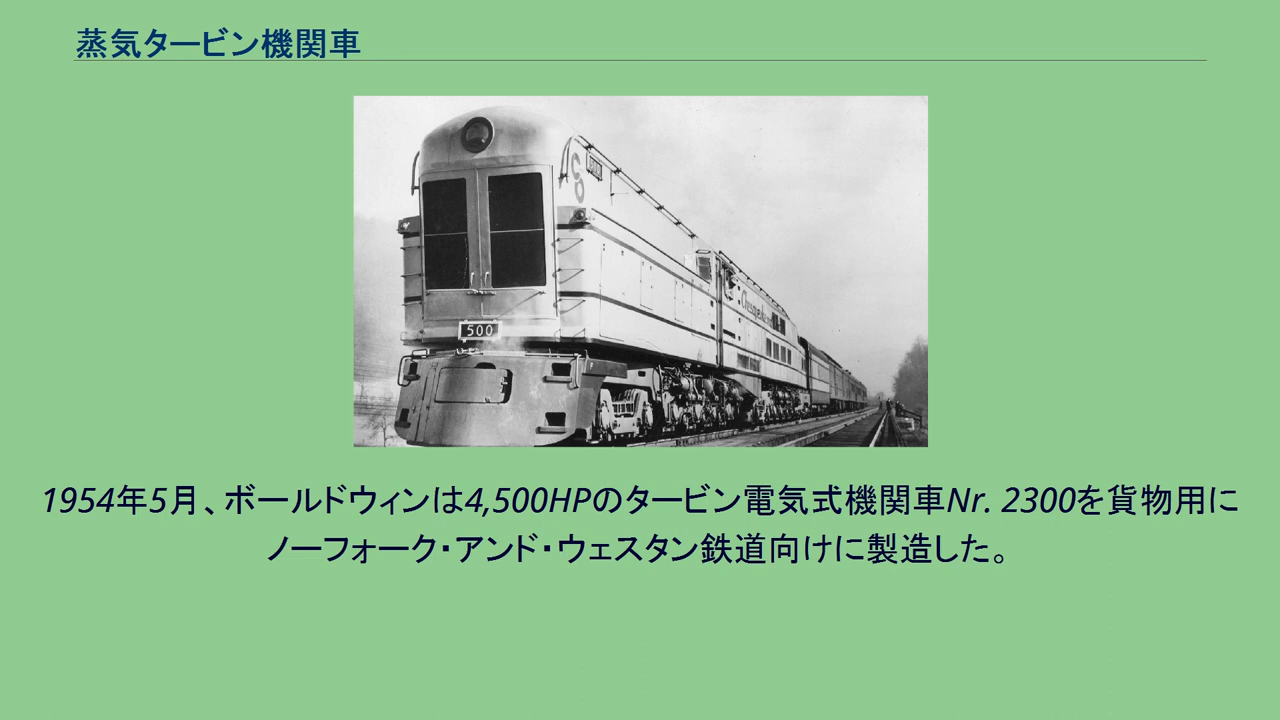 蒸気タービン機関車
500
1954年5月、ボールドウィンは4,500HPのタービン電気式機関車Nr. 2300を貨物用に
ノーフォーク・アンド・ウェスタン鉄道向けに製造した。